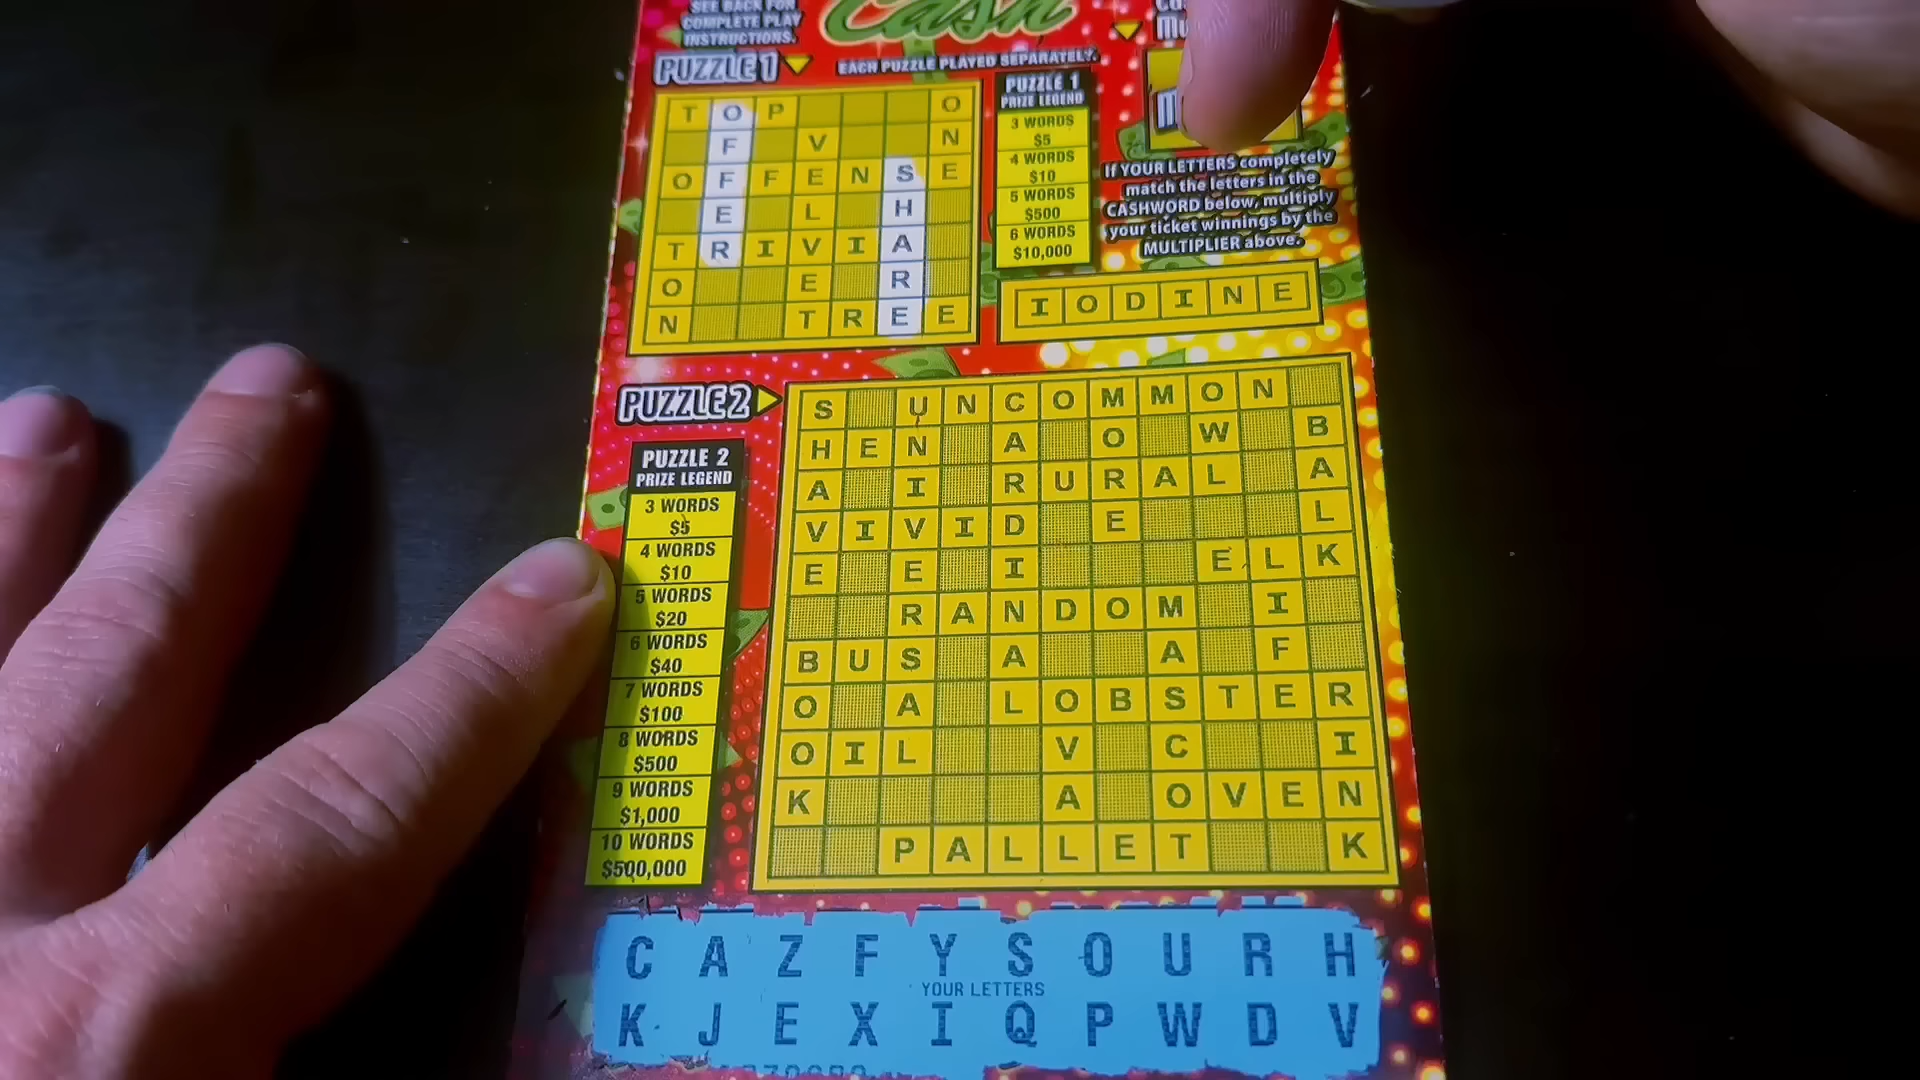 SEE BACK FOR
COMPLETE PLAY
INSTRUCTIONS.
Cash
PUZZLE 1
EACH PUZZLE PLAYED SEPARATELY.
T O P O
F V N
O F F E N S E
E L H
T R I V I A
O E R
N T R E E
PUZZLE 1
PRIZE LEGEND
3 WORDS
$5
4 WORDS
$10
5 WORDS
$500
6 WORDS
$10,000
If YOUR LETTERS completely
match the letters in the
CASHWORD below, multiply
your ticket winnings by the
MULTIPLIER above.
I O D I N E
PUZZLE 2
PUZZLE 2
PRIZE LEGEND
3 WORDS
$5
4 WORDS
$10
5 WORDS
$20
6 WORDS
$40
7 WORDS
$100
8 WORDS
$500
9 WORDS
$1,000
10 WORDS
$500,000
S U N C O M M O N
H E N A O W B
A I R U R A L A
V I V I D E L
E E I E L K
R A N D O M I
B U S A A F
O A L O B S T E R
O I L V C I
K A O V E N
P A L L E T K
C A Z F Y S O U R H
YOUR LETTERS
K J E X I Q P W D V